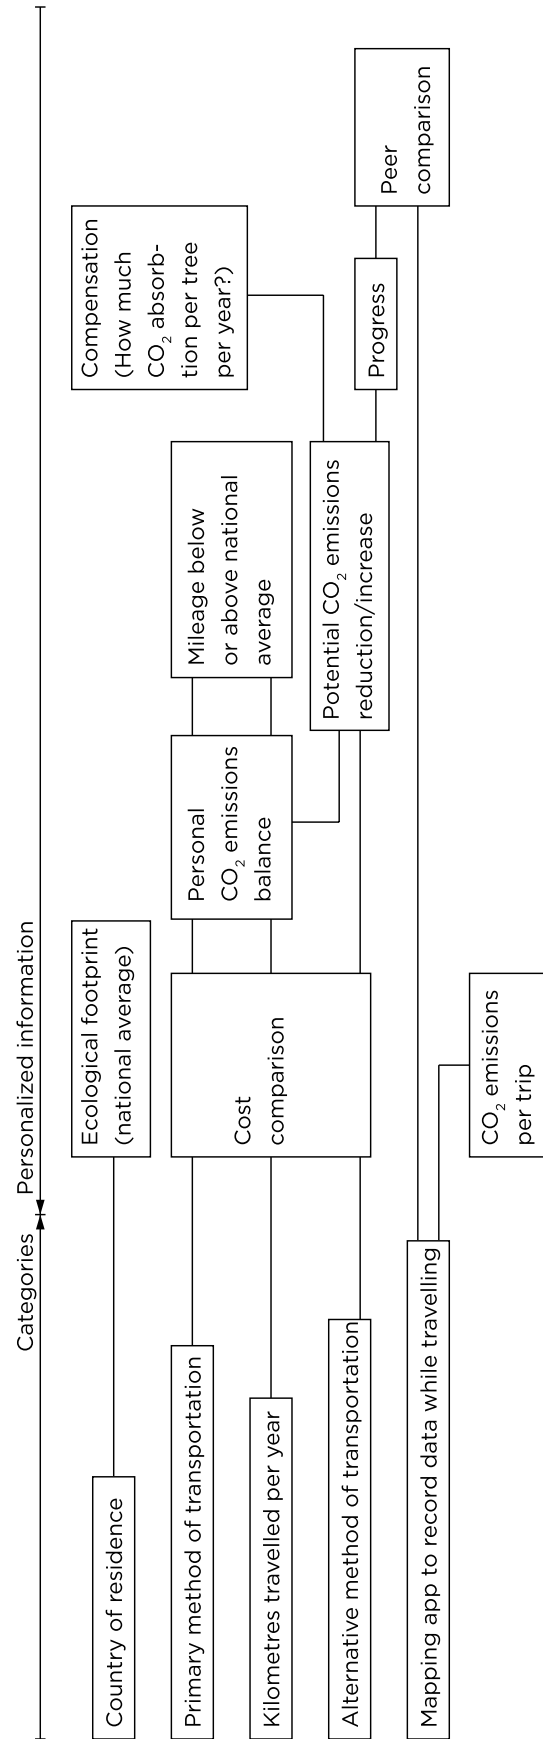 Categories
Personalized information
Country of residence
Ecological footprint
(national average)
Compensation
(How much
CO₂ absorb-
tion per tree
per year?)
Primary method of transportation
Kilometres travelled per year
Alternative method of transportation
Cost
comparison
Personal
CO₂ emissions
balance
Mileage below
or above national
average
Potential CO₂ emissions
reduction/increase
Progress
Peer
comparison
Mapping app to record data while travelling
CO₂ emissions
per trip